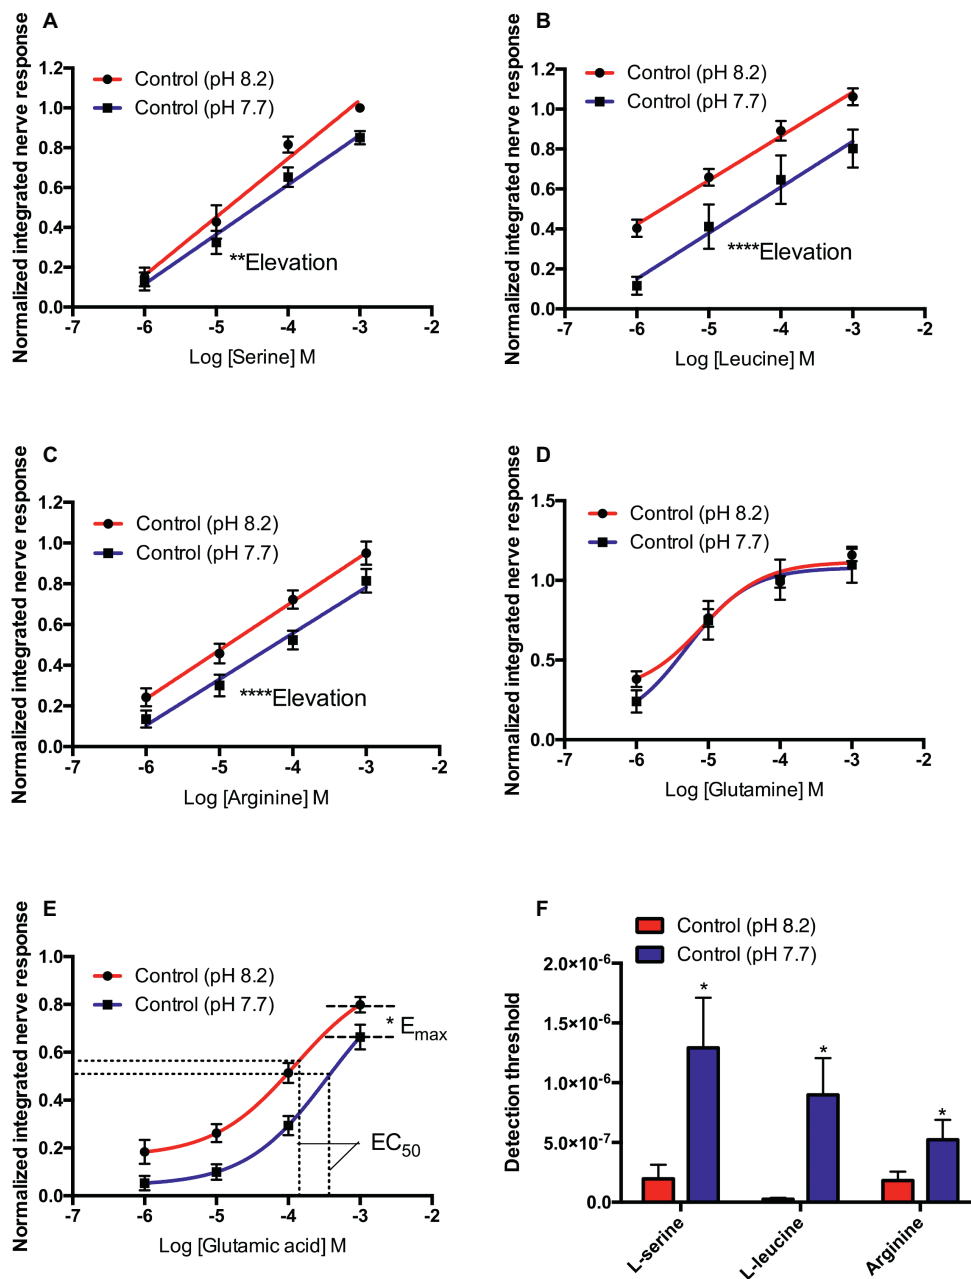 A
Normalized integrated nerve response
Control (pH 8.2)
Control (pH 7.7)
1.2
1.0
0.8
0.6
0.4
0.2
0.0
**Elevation
-7 -6 -5 -4 -3 -2
Log [Serine] M
B
Normalized integrated nerve response
Control (pH 8.2)
Control (pH 7.7)
1.2
1.0
0.8
0.6
0.4
0.2
0.0
****Elevation
-7 -6 -5 -4 -3 -2
Log [Leucine] M
C
Normalized integrated nerve response
Control (pH 8.2)
Control (pH 7.7)
1.2
1.0
0.8
0.6
0.4
0.2
0.0
****Elevation
-7 -6 -5 -4 -3 -2
Log [Arginine] M
D
Normalized integrated nerve response
Control (pH 8.2)
Control (pH 7.7)
1.5
1.0
0.5
0.0
-7 -6 -5 -4 -3 -2
Log [Glutamine] M
E
Normalized integrated nerve response
Control (pH 8.2)
Control (pH 7.7)
1.0
0.8
0.6
0.4
0.2
0.0
* Emax
EC50
-7 -6 -5 -4 -3 -2
Log [Glutamic acid] M
F
Detection threshold
Control (pH 8.2)
Control (pH 7.7)
2.0×10-6
1.5×10-6
1.0×10-6
5.0×10-7
0.0
* * *
L-serine L-leucine Arginine